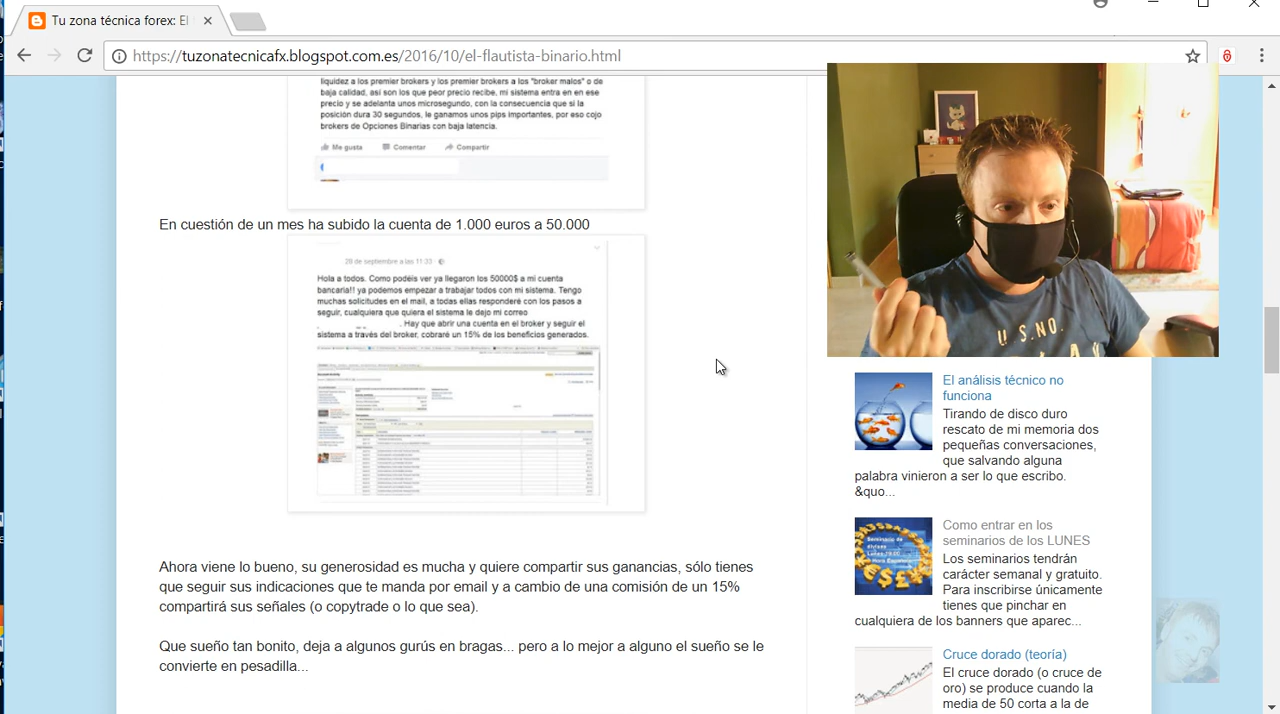 Tu zona técnica forex: El
https://tuzonatecnicafx.blogspot.com.es/2016/10/el-flautista-binario.html
liquidez a los premier brokers y los premier brokers a los "broker malos" o de
baja calidad, así son los que peor precio recibe, mi sistema entra en en ese
precio y se adelanta unos microsegundo, con la consecuencia que si la
posición dura 30 segundos, le ganamos unos pips importantes, por eso cojo
brokers de Opciones Binarias con baja latencia.
Me gusta Comentar Compartir
En cuestión de un mes ha subido la cuenta de 1.000 euros a 50.000
28 de septiembre a las 11:33
Hola a todos. Como podéis ver ya llegaron los 50000$ a mi cuenta
bancaria!! ya podemos empezar a trabajar todos con mi sistema. Tengo
muchas solicitudes en el mail, a todas ellas responderé con los pasos a
seguir, cualquiera que quiera el sistema le dejo mi correo
. Hay que abrir una cuenta en el broker y seguir el
sistema a través del broker, cobraré un 15% de los beneficios generados.
Ahora viene lo bueno, su generosidad es mucha y quiere compartir sus ganancias, sólo tienes
que seguir sus indicaciones que te manda por email y a cambio de una comisión de un 15%
compartirá sus señales (o copytrade o lo que sea).
Que sueño tan bonito, deja a algunos gurús en bragas... pero a lo mejor a alguno el sueño se le
convierte en pesadilla...
U.S.NO.
El análisis técnico no
funciona
Tirando de disco duro
rescato de mi memoria dos
pequeñas conversaciones,
que salvando alguna
palabra vinieron a ser lo que escribo.
&quo...
Seminario de
divisas
Lunes 19:00
Como entrar en los
seminarios de los LUNES
Los seminarios tendrán
carácter semanal y gratuito.
Para inscribirse únicamente
tienes que pinchar en
cualquiera de los banners que aparec...
Cruce dorado (teoría)
El cruce dorado (o cruce de
oro) se produce cuando la
media de 50 corta a la de